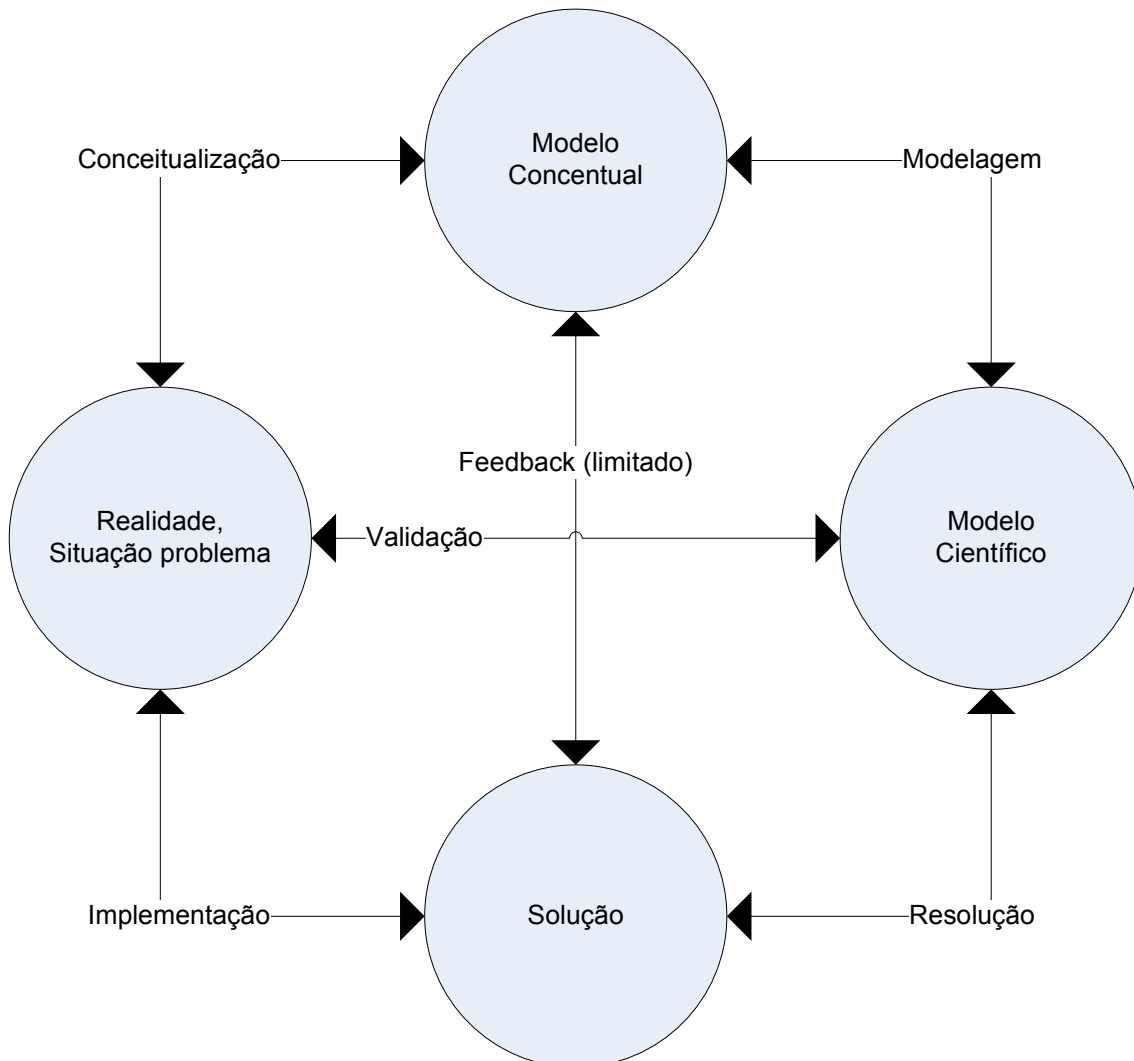 Modelo
Concentual
Conceitualização
Modelagem
Feedback (limitado)
Realidade,
Situação problema
Validação
Modelo
Científico
Implementação
Solução
Resolução